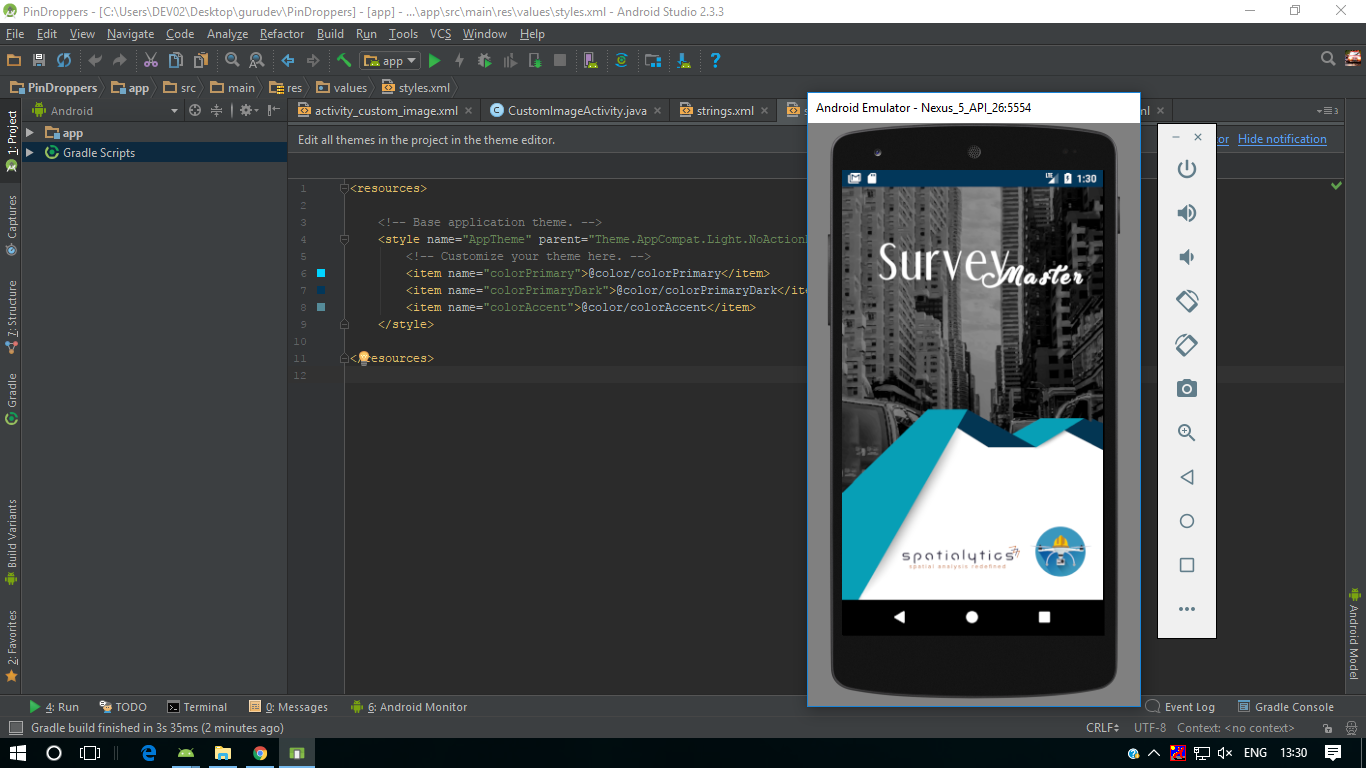 PinDroppers - [C:\Users\DEV02\Desktop\gurudev\PinDroppers] - [app] - ...\app\src\main\res\values\styles.xml - Android Studio 2.3.3
File Edit View Navigate Code Analyze Refactor Build Run Tools VCS Window Help
app
PinDroppers app src main res values styles.xml
Android
activity_custom_image.xml CustomImageActivity.java strings.xml
app
Gradle Scripts
Edit all themes in the project in the theme editor.
Hide notification
1 <resources>
2
3 <!-- Base application theme. -->
4 <style name="AppTheme" parent="Theme.AppCompat.Light.NoAction
5 <!-- Customize your theme here. -->
6 <item name="colorPrimary">@color/colorPrimary</item>
7 <item name="colorPrimaryDark">@color/colorPrimaryDark</ite
8 <item name="colorAccent">@color/colorAccent</item>
9 </style>
10
11 </resources>
12
1: Project
Captures
7: Structure
Gradle
Build Variants
2: Favorites
Android Emulator - Nexus_5_API_26:5554
LTE 1:30
Survey
Master
spatialytics
spatial analysis redefined
Android Model
4: Run TODO Terminal 0: Messages 6: Android Monitor Event Log Gradle Console
Gradle build finished in 3s 35ms (2 minutes ago) CRLF UTF-8 Context: <no context>
ENG 13:30